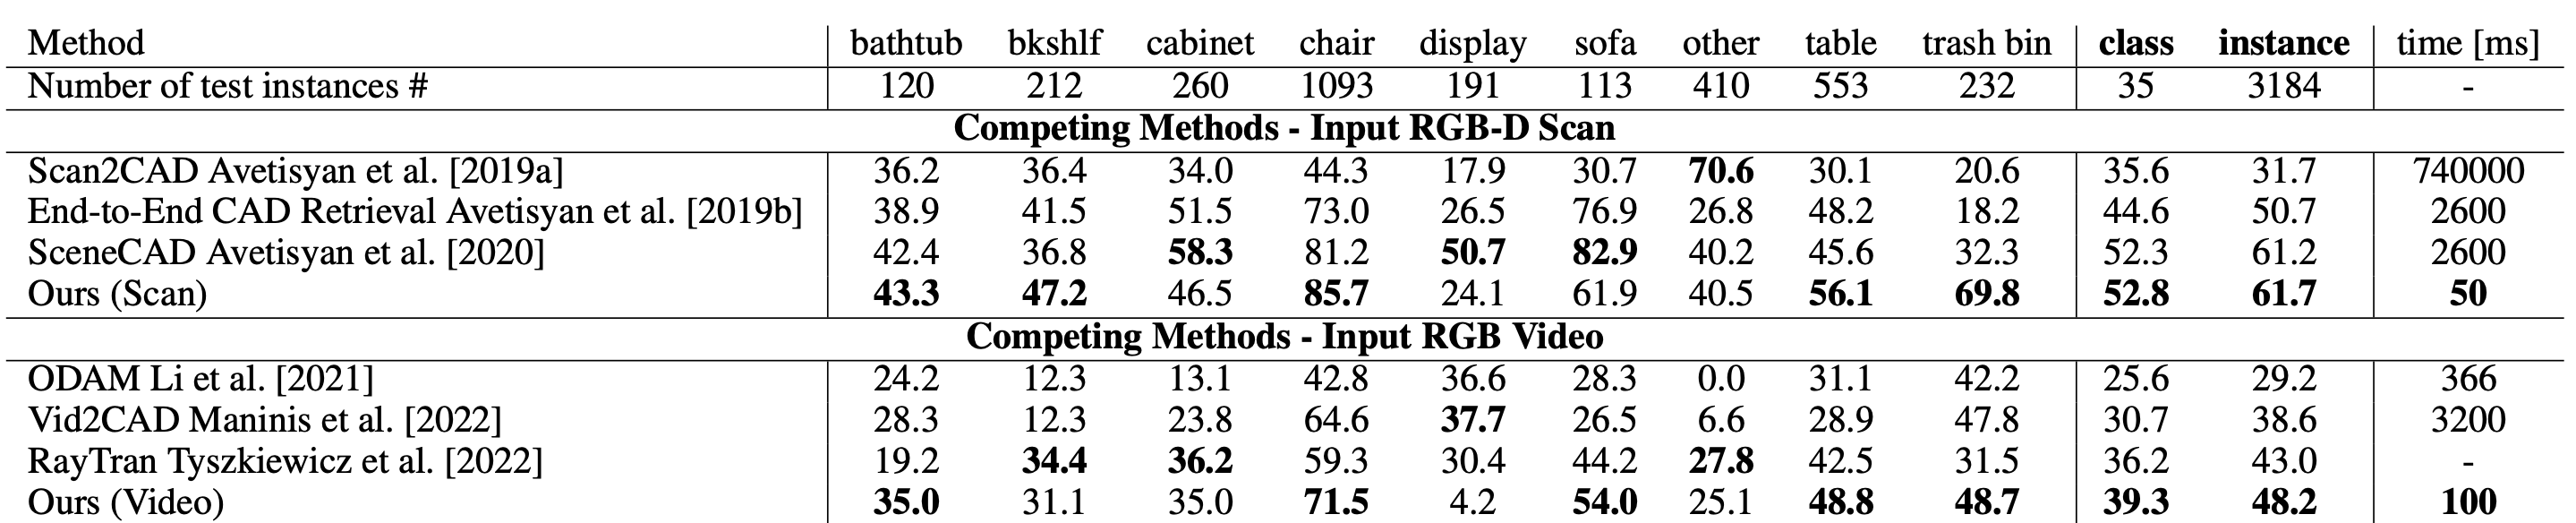 Method bathtub bkshlf cabinet chair display sofa other table trash bin class instance time [ms]
Number of test instances # 120 212 260 1093 191 113 410 553 232 35 3184 -
Competing Methods - Input RGB-D Scan
Scan2CAD Avetisyan et al. [2019a] 36.2 36.4 34.0 44.3 17.9 30.7 70.6 30.1 20.6 35.6 31.7 740000
End-to-End CAD Retrieval Avetisyan et al. [2019b] 38.9 41.5 51.5 73.0 26.5 76.9 26.8 48.2 18.2 44.6 50.7 2600
SceneCAD Avetisyan et al. [2020] 42.4 36.8 58.3 81.2 50.7 82.9 40.2 45.6 32.3 52.3 61.2 2600
Ours (Scan) 43.3 47.2 46.5 85.7 24.1 61.9 40.5 56.1 69.8 52.8 61.7 50
Competing Methods - Input RGB Video
ODAM Li et al. [2021] 24.2 12.3 13.1 42.8 36.6 28.3 0.0 31.1 42.2 25.6 29.2 366
Vid2CAD Maninis et al. [2022] 28.3 12.3 23.8 64.6 37.7 26.5 6.6 28.9 47.8 30.7 38.6 3200
RayTran Tyszkiewicz et al. [2022] 19.2 34.4 36.2 59.3 30.4 44.2 27.8 42.5 31.5 36.2 43.0 -
Ours (Video) 35.0 31.1 35.0 71.5 4.2 54.0 25.1 48.8 48.7 39.3 48.2 100